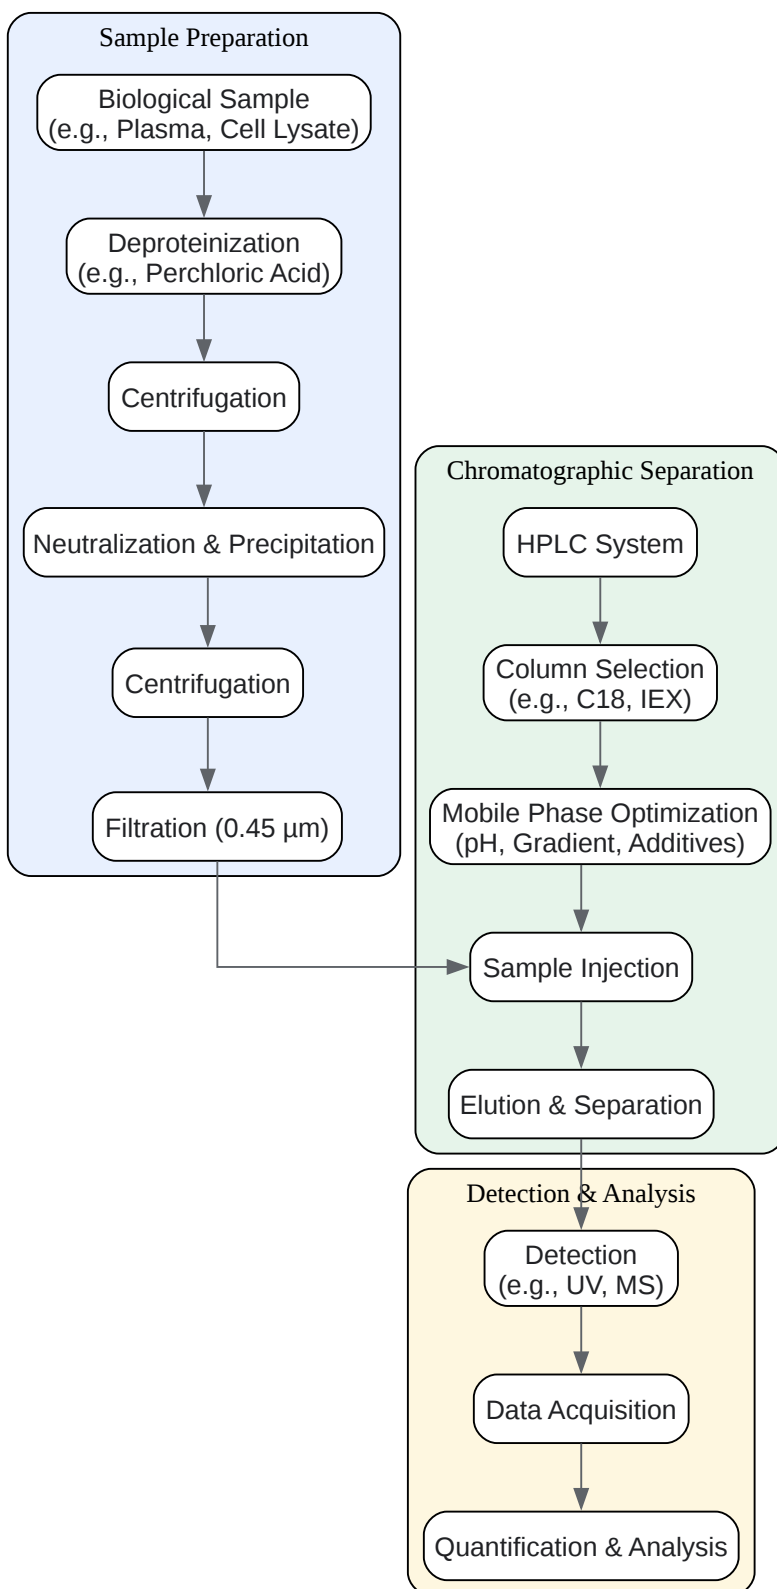 Sample Preparation
Biological Sample
(e.g., Plasma, Cell Lysate)
Deproteinization
(e.g., Perchloric Acid)
Centrifugation
Neutralization & Precipitation
Centrifugation
Filtration (0.45 µm)
Chromatographic Separation
HPLC System
Column Selection
(e.g., C18, IEX)
Mobile Phase Optimization
(pH, Gradient, Additives)
Sample Injection
Elution & Separation
Detection & Analysis
Detection
(e.g., UV, MS)
Data Acquisition
Quantification & Analysis